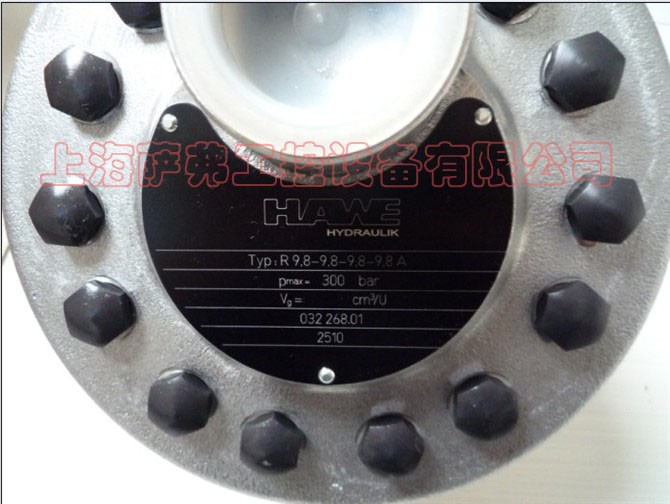 上海萨弗工控设备有限公司
HAWE
HYDRAULIK
Typ: R 9,8-9,8-9,8-9,8 A
pmax= 300 bar
Vg= cm³/U
032 268.01
2510